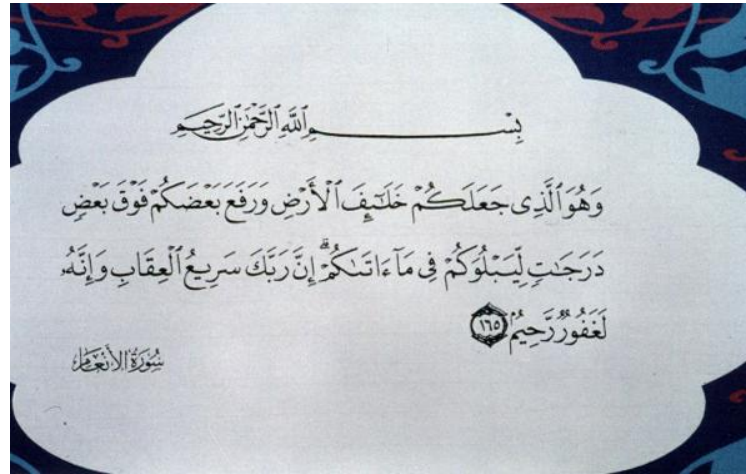 بِسْمِ ٱللَّهِ ٱلرَّحْمَٰنِ ٱلرَّحِيمِ
وَهُوَ ٱلَّذِى جَعَلَكُمْ خَلَٰٓئِفَ ٱلْأَرْضِ وَرَفَعَ بَعْضَكُمْ فَوْقَ بَعْضٍ
دَرَجَٰتٍ لِّيَبْلُوَكُمْ فِى مَآ ءَاتَىٰكُمْ ۗ إِنَّ رَبَّكَ سَرِيعُ ٱلْعِقَابِ وَإِنَّهُۥ
لَغَفُورٌ رَّحِيمٌ ١٦٥
سُورَةُ الأَنْعَامِ